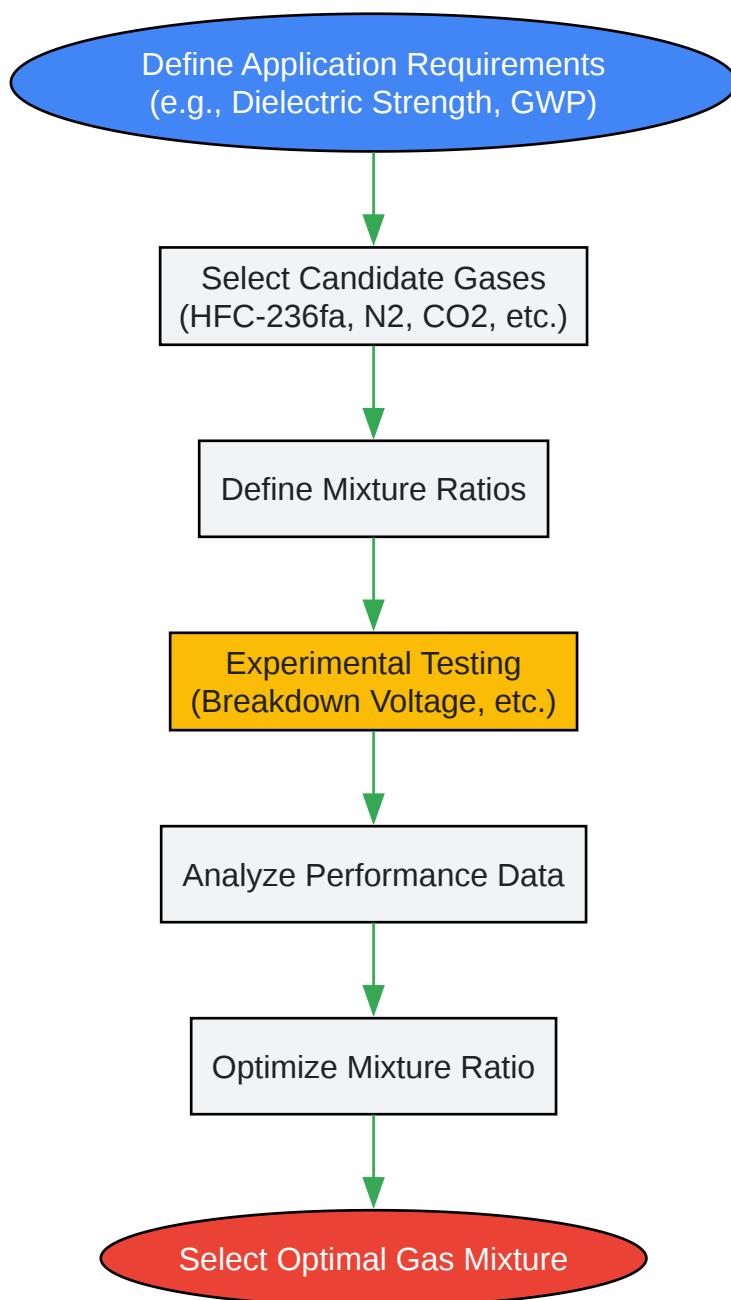 Define Application Requirements
(e.g., Dielectric Strength, GWP)
Select Candidate Gases
(HFC-236fa, N2, CO2, etc.)
Define Mixture Ratios
Experimental Testing
(Breakdown Voltage, etc.)
Analyze Performance Data
Optimize Mixture Ratio
Select Optimal Gas Mixture